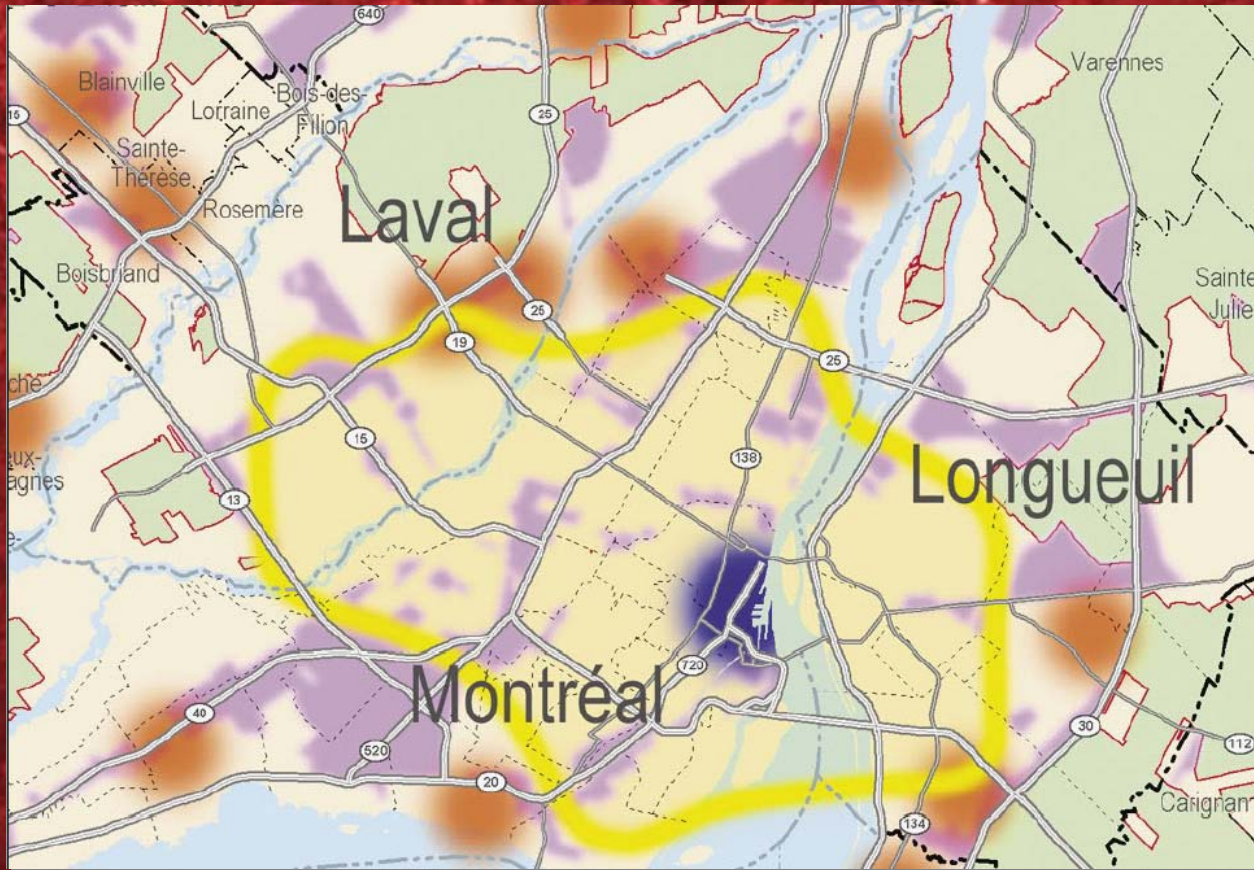 640
Blainville
Varennes
Lorraine
Bois-des-
Filion
15
25
Sainte-
Thérèse
Rosemère
Laval
Boisbriand
Sainte
Julie
25
19
25
15
138
Longueuil
13
720
Montréal
40
520
20
30
112
134
Carignan